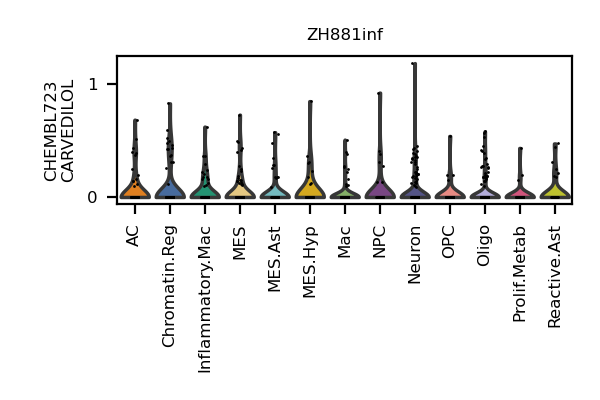 ZH881inf
CHEMBL723
CARVEDILOL
1
0
AC
Chromatin.Reg
Inflammatory.Mac
MES
MES.Ast
MES.Hyp
Mac
NPC
Neuron
OPC
Oligo
Prolif.Metab
Reactive.Ast